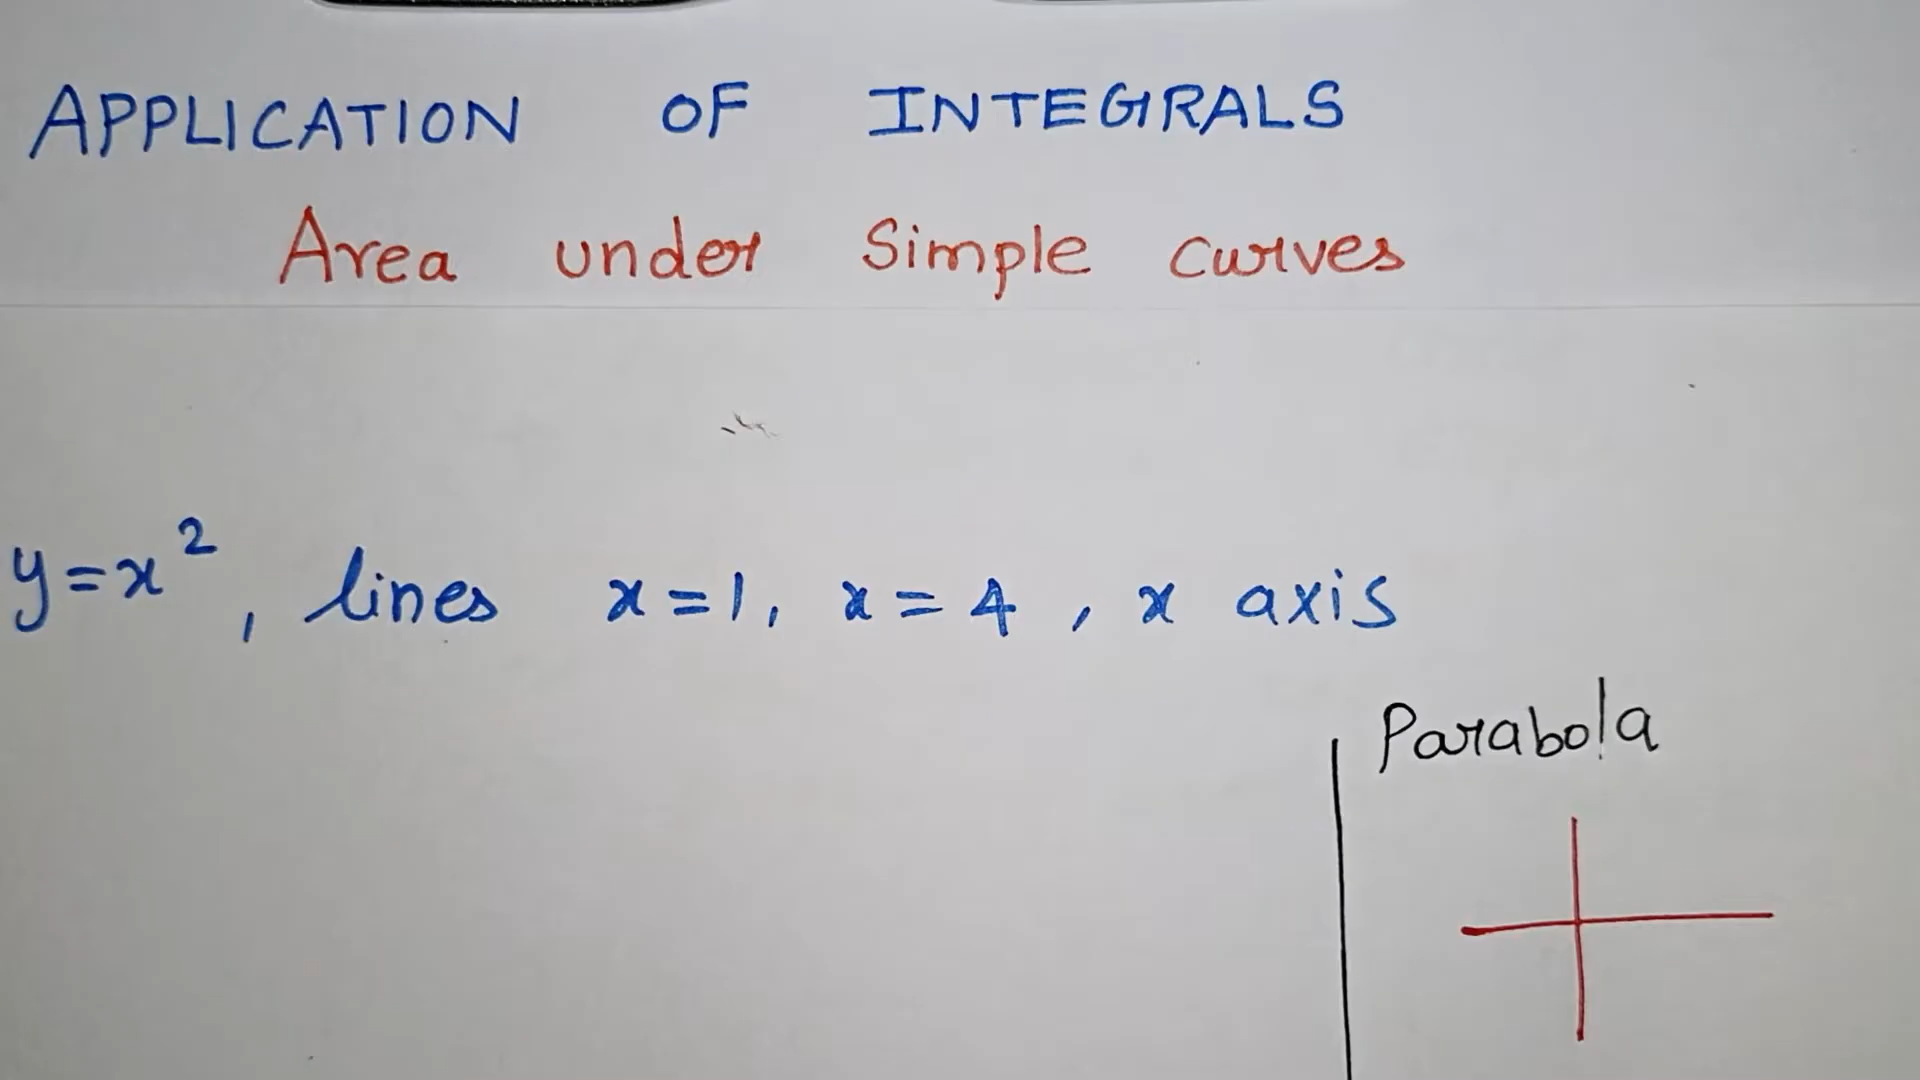 APPLICATION OF INTEGRALS
Area under Simple curves
y=x², lines x=1, x=4, x axis
Parabola